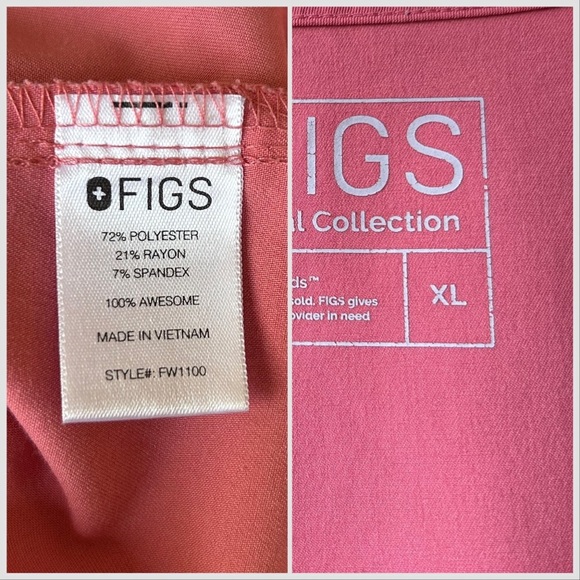 FIGS
72% POLYESTER
21% RAYON
7% SPANDEX
100% AWESOME
MADE IN VIETNAM
STYLE#: FW1100
IGS
l Collection
ds™
sold. FIGS gives
ovider in need
XL